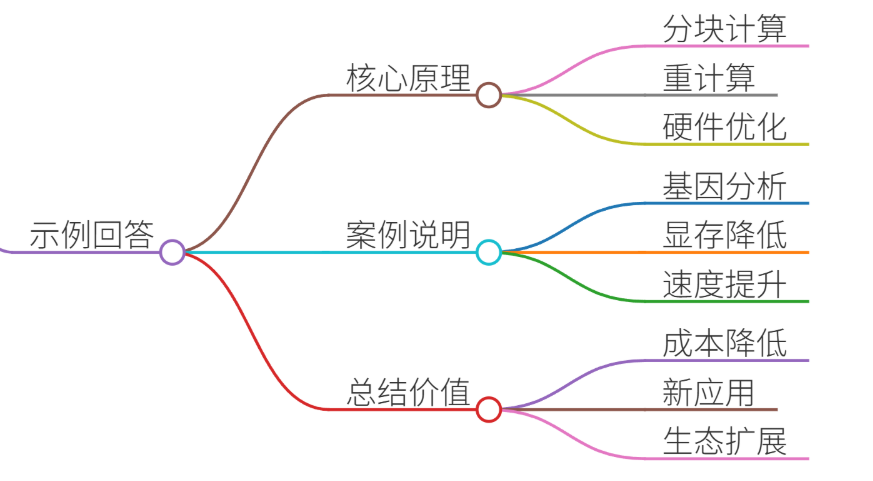 示例回答
核心原理
分块计算
重计算
硬件优化
案例说明
基因分析
显存降低
速度提升
总结价值
成本降低
新应用
生态扩展